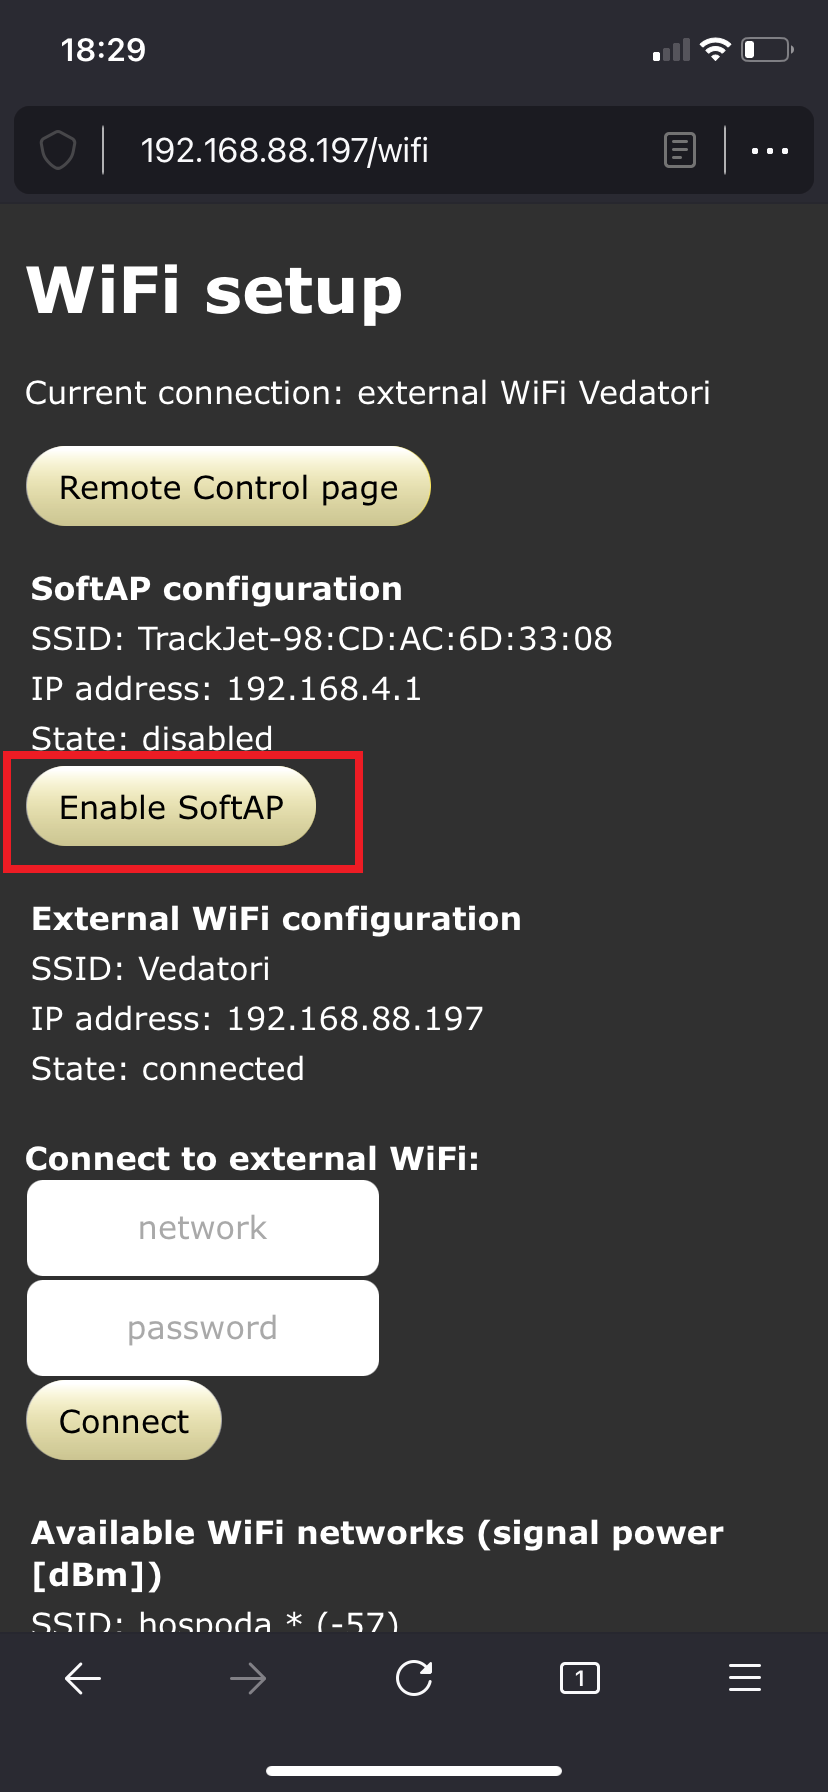 18:29
192.168.88.197/wifi
WiFi setup
Current connection: external WiFi Vedatori
Remote Control page
SoftAP configuration
SSID: TrackJet-98:CD:AC:6D:33:08
IP address: 192.168.4.1
State: disabled
Enable SoftAP
External WiFi configuration
SSID: Vedatori
IP address: 192.168.88.197
State: connected
Connect to external WiFi:
network
password
Connect
Available WiFi networks (signal power
[dBm])
SSID: hospoda * (-57)
1